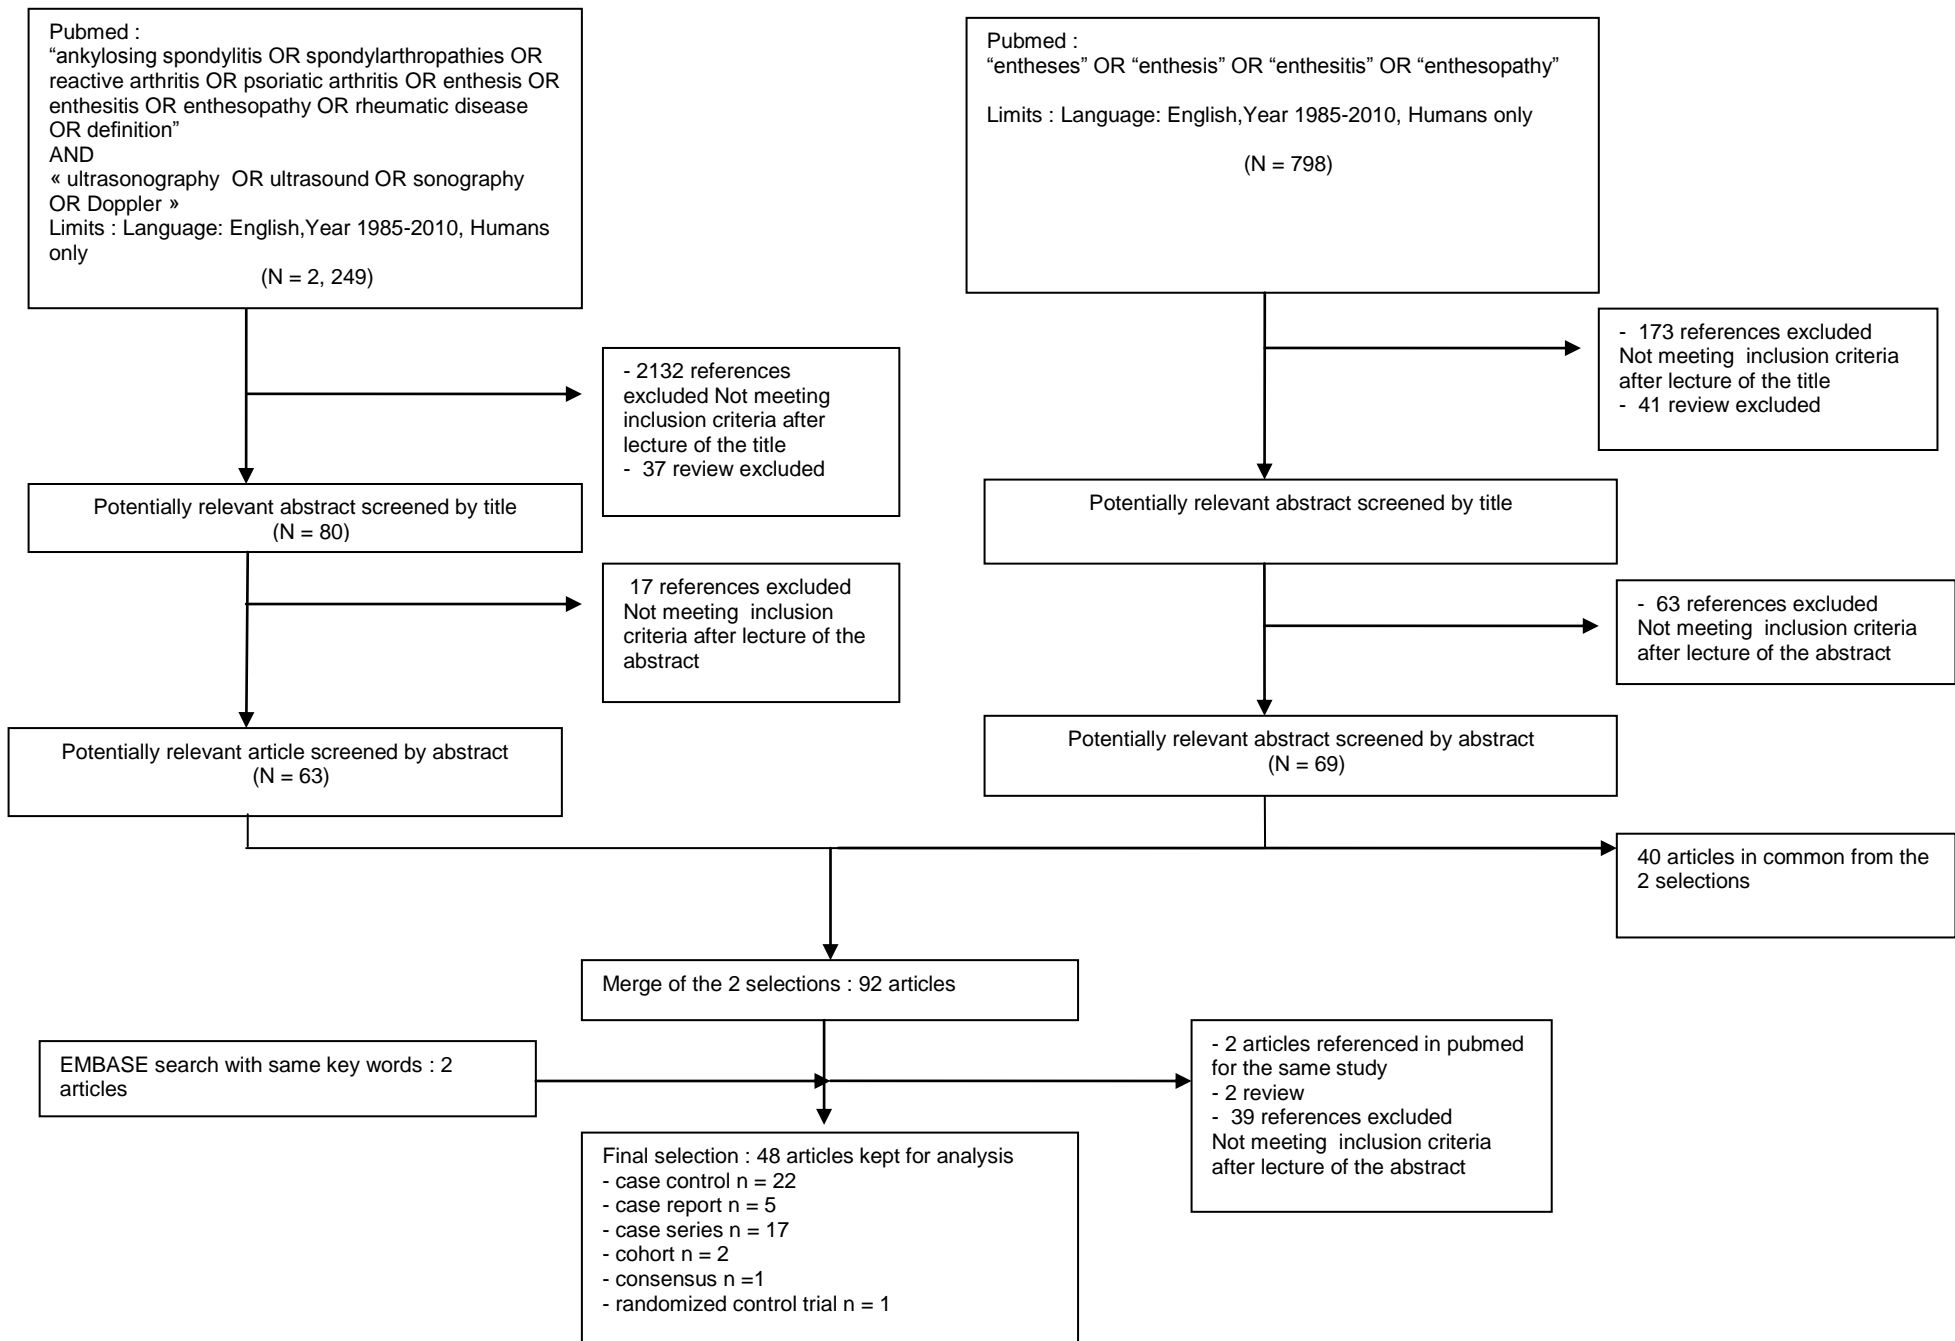 Pubmed :
“ankylosing spondylitis OR spondylarthropathies OR
reactive arthritis OR psoriatic arthritis OR enthesis OR
enthesitis OR enthesopathy OR rheumatic disease
OR definition”
AND
« ultrasonography OR ultrasound OR sonography
OR Doppler »
Limits : Language: English,Year 1985-2010, Humans
only
(N = 2, 249)
Pubmed :
“entheses” OR “enthesis” OR “enthesitis” OR “enthesopathy”
Limits : Language: English,Year 1985-2010, Humans only
(N = 798)
- 2132 references
excluded Not meeting
inclusion criteria after
lecture of the title
- 37 review excluded
- 173 references excluded
Not meeting inclusion criteria
after lecture of the title
- 41 review excluded
Potentially relevant abstract screened by title
(N = 80)
Potentially relevant abstract screened by title
17 references excluded
Not meeting inclusion
criteria after lecture of the
abstract
- 63 references excluded
Not meeting inclusion criteria
after lecture of the abstract
Potentially relevant article screened by abstract
(N = 63)
Potentially relevant abstract screened by abstract
(N = 69)
40 articles in common from the
2 selections
Merge of the 2 selections : 92 articles
EMBASE search with same key words : 2
articles
- 2 articles referenced in pubmed
for the same study
- 2 review
- 39 references excluded
Not meeting inclusion criteria
after lecture of the abstract
Final selection : 48 articles kept for analysis
- case control n = 22
- case report n = 5
- case series n = 17
- cohort n = 2
- consensus n =1
- randomized control trial n = 1